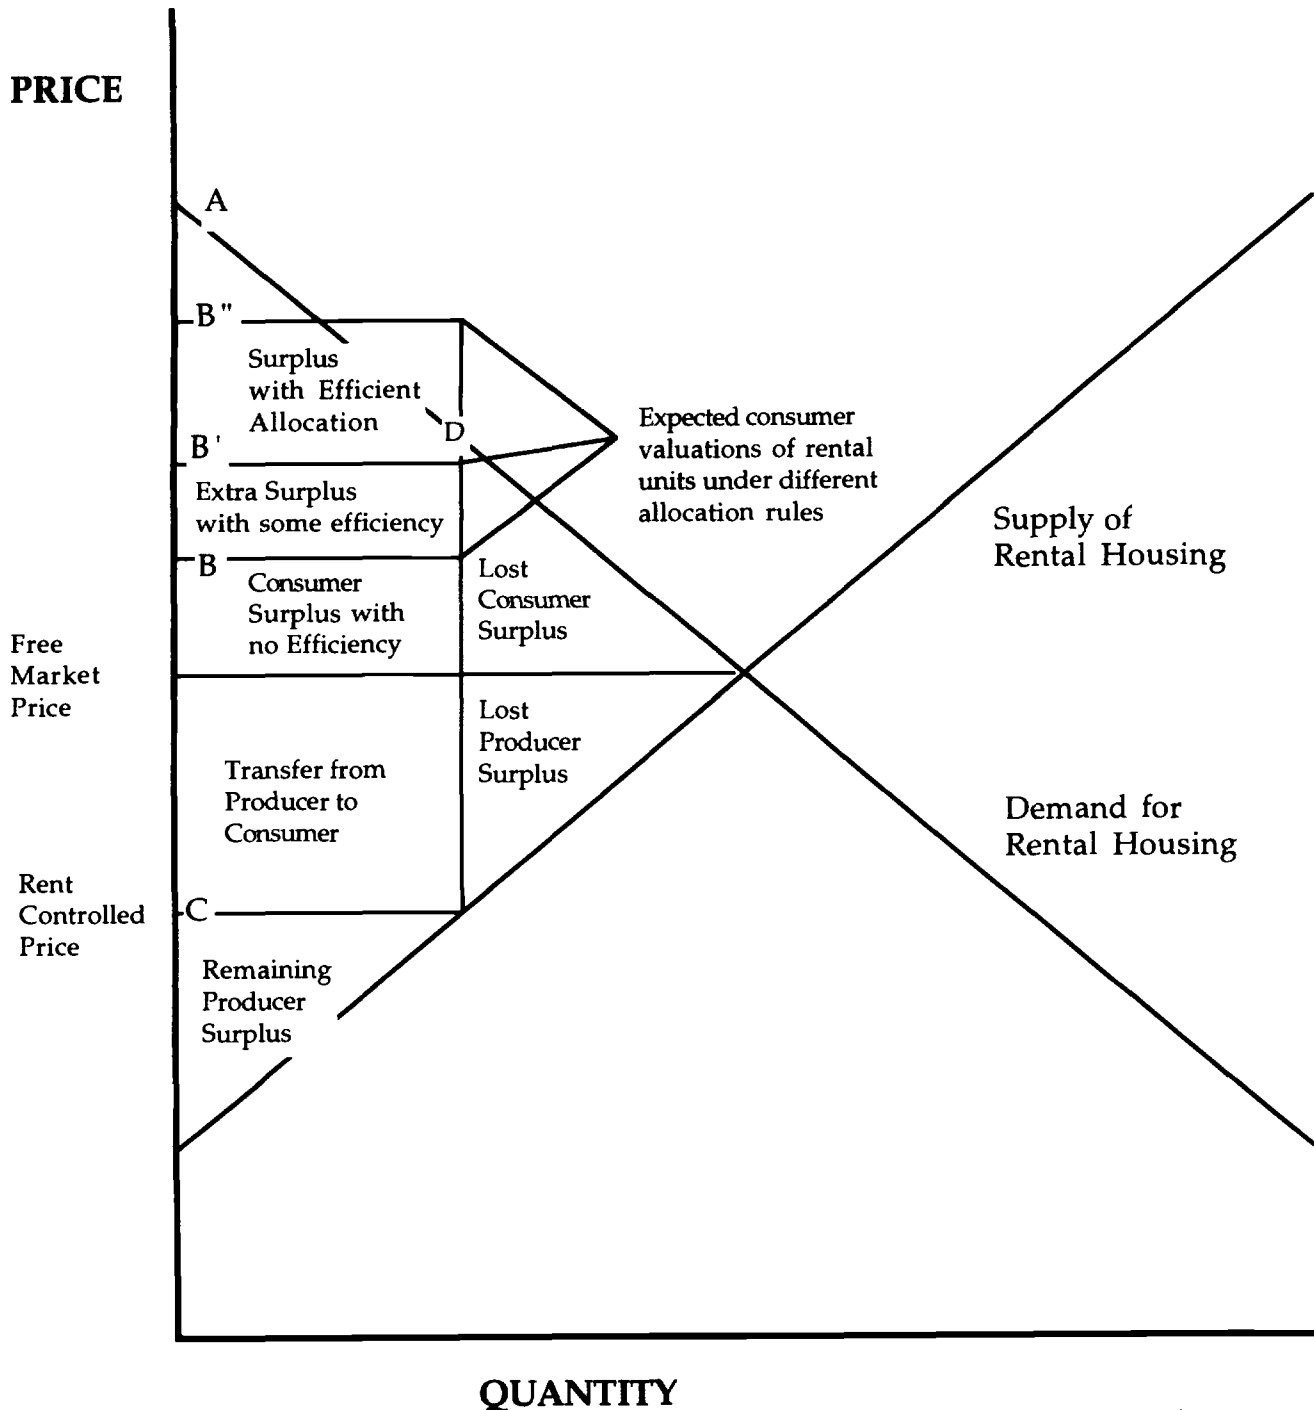 PRICE
A
B"
Surplus
with Efficient
Allocation
D
B'
Extra Surplus
with some efficiency
Expected consumer
valuations of rental
units under different
allocation rules
Supply of
Rental Housing
B
Consumer
Surplus with
no Efficiency
Lost
Consumer
Surplus
Free
Market
Price
Lost
Producer
Surplus
Transfer from
Producer to
Consumer
Demand for
Rental Housing
Rent
Controlled
Price
C
Remaining
Producer
Surplus
QUANTITY